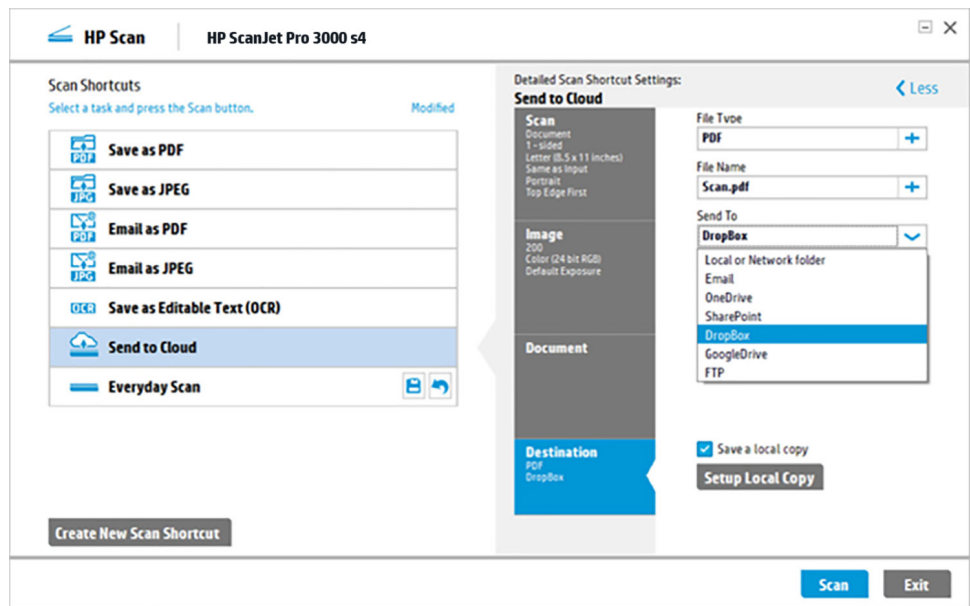 HP Scan
HP ScanJet Pro 3000 s4
Scan Shortcuts
Select a task and press the Scan button.
Modified
PDF
Save as PDF
JPG
Save as JPEG
PDF
Email as PDF
JPG
Email as JPEG
OCR
Save as Editable Text (OCR)
Send to Cloud
Everyday Scan
Create New Scan Shortcut
Detailed Scan Shortcut Settings:
Send to Cloud
Less
Scan
Document
1-sided
Letter (8.5 x 11 inches)
Same as Input
Portrait
Top Edge First
Image
200
Color (24 bit RGB)
Default Exposure
Document
Destination
PDF
DropBox
File Type
PDF
File Name
Scan.pdf
Send To
DropBox
Local or Network folder
Email
OneDrive
SharePoint
DropBox
GoogleDrive
FTP
Save a local copy
Setup Local Copy
Scan
Exit